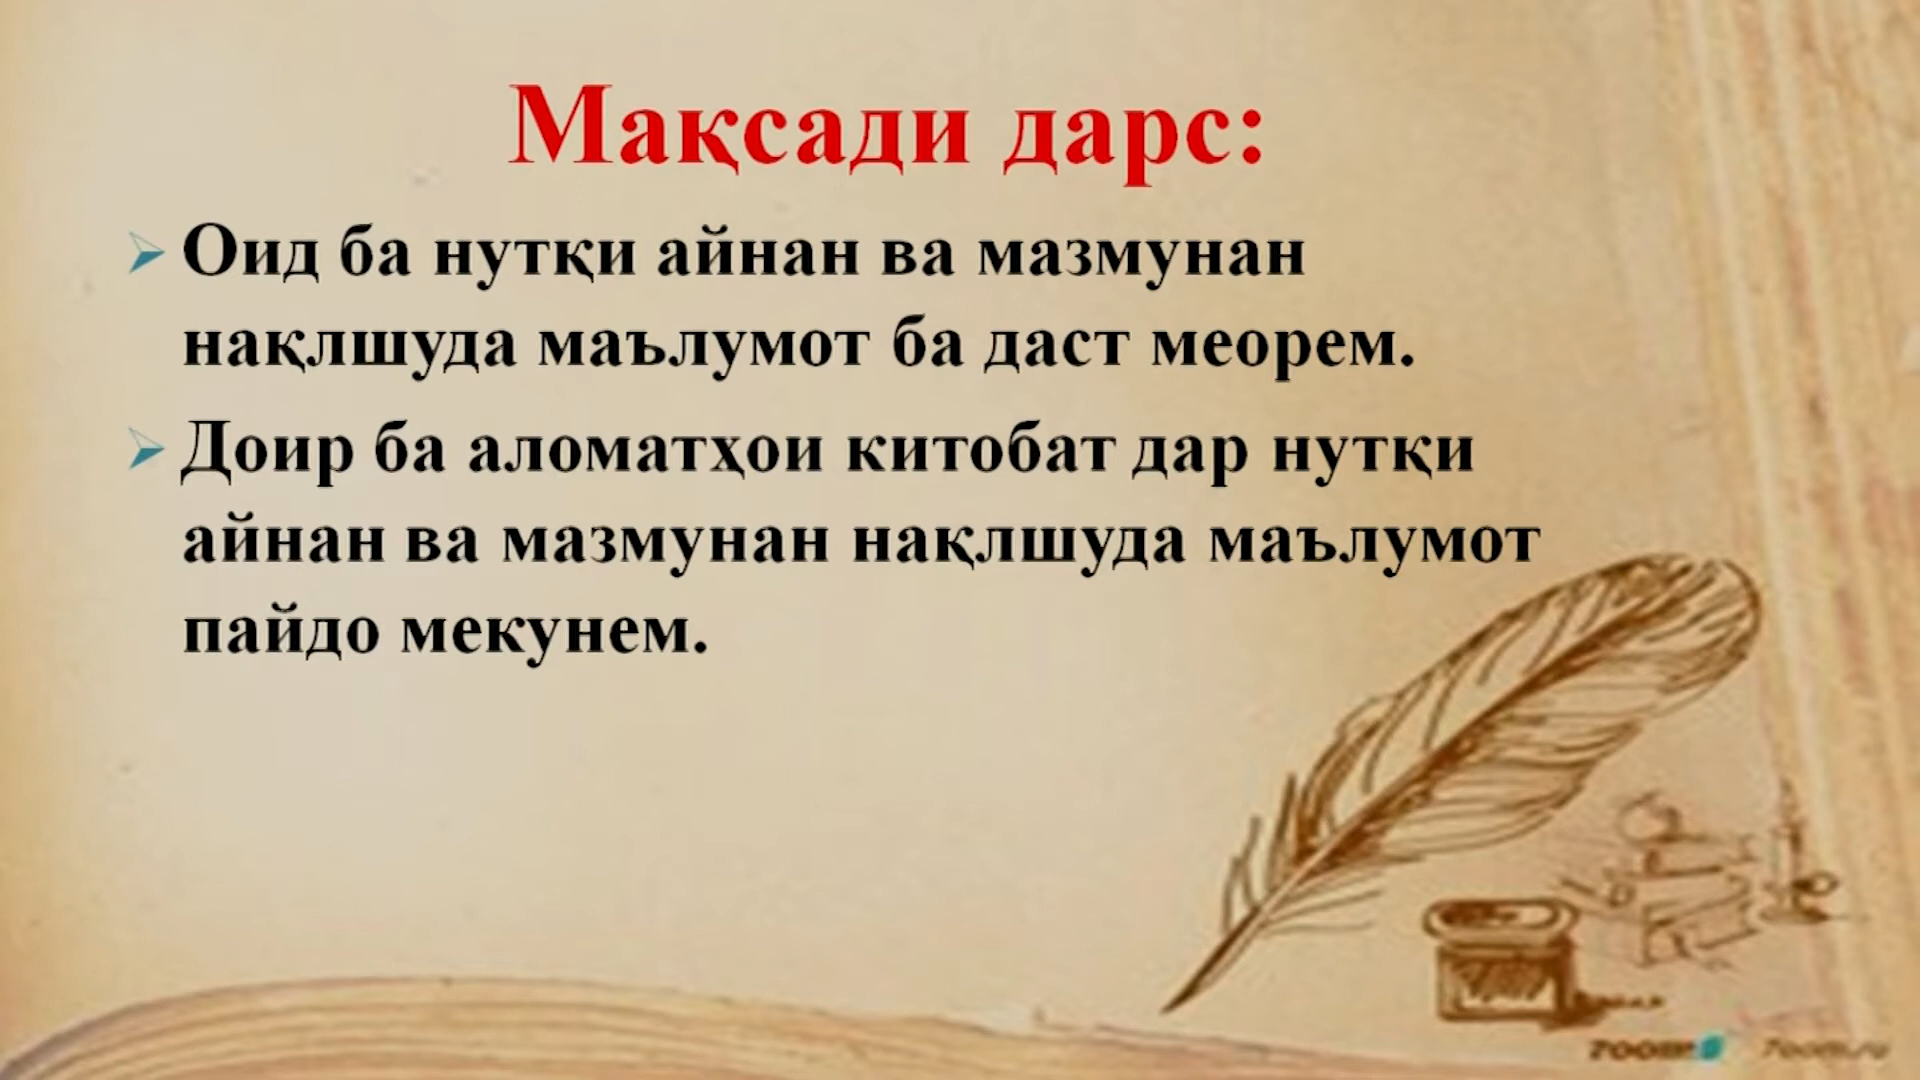 Мақсади дарс:
Оид ба нутқи айнан ва мазмунан
нақлшуда маълумот ба даст меорем.
Доир ба аломатҳои китобат дар нутқи
айнан ва мазмунан нақлшуда маълумот
пайдо мекунем.